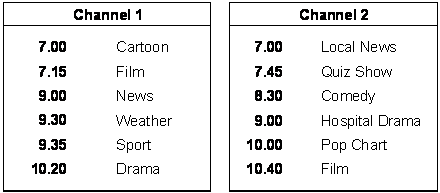 Channel 1
7.00 Cartoon
7.15 Film
9.00 News
9.30 Weather
9.35 Sport
10.20 Drama
Channel 2
7.00 Local News
7.45 Quiz Show
8.30 Comedy
9.00 Hospital Drama
10.00 Pop Chart
10.40 Film